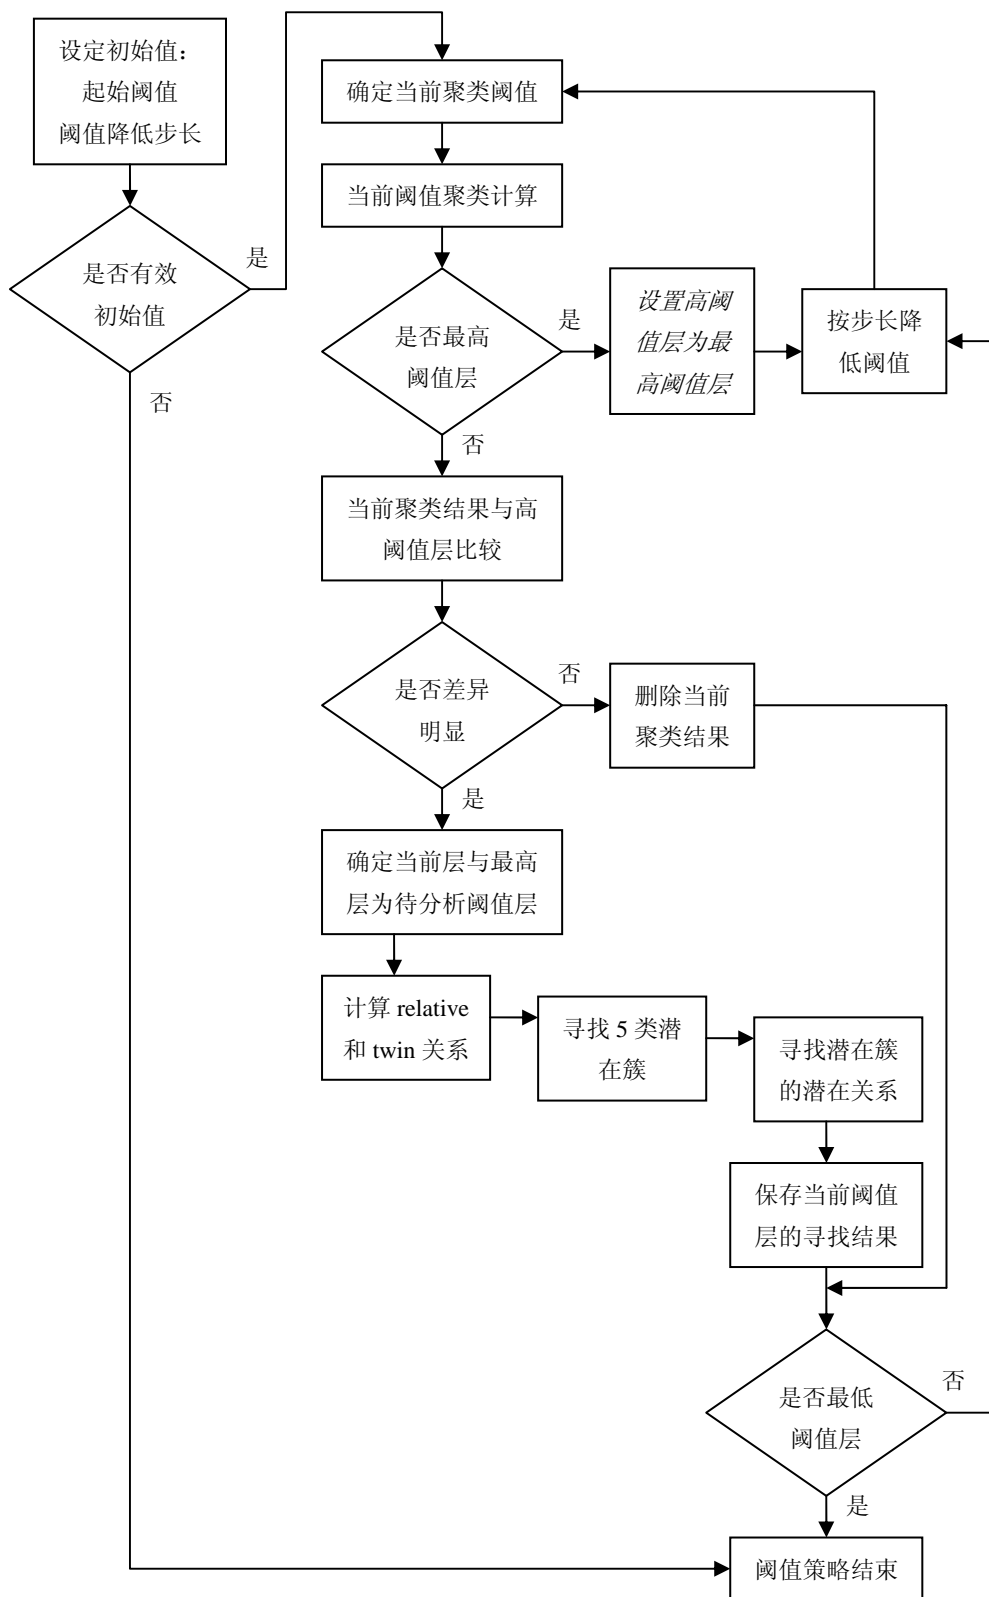 设定初始值：
起始阈值
阈值降低步长
是否有效
初始值
是
否
确定当前聚类阈值
当前阈值聚类计算
是否最高
阈值层
是
设置高阈
值层为最
高阈值层
按步长降
低阈值
否
当前聚类结果与高
阈值层比较
是否差异
明显
否
删除当前
聚类结果
是
确定当前层与最高
层为待分析阈值层
计算 relative
和 twin 关系
寻找 5 类潜
在簇
寻找潜在簇
的潜在关系
保存当前阈值
层的寻找结果
是否最低
阈值层
否
是
阈值策略结束